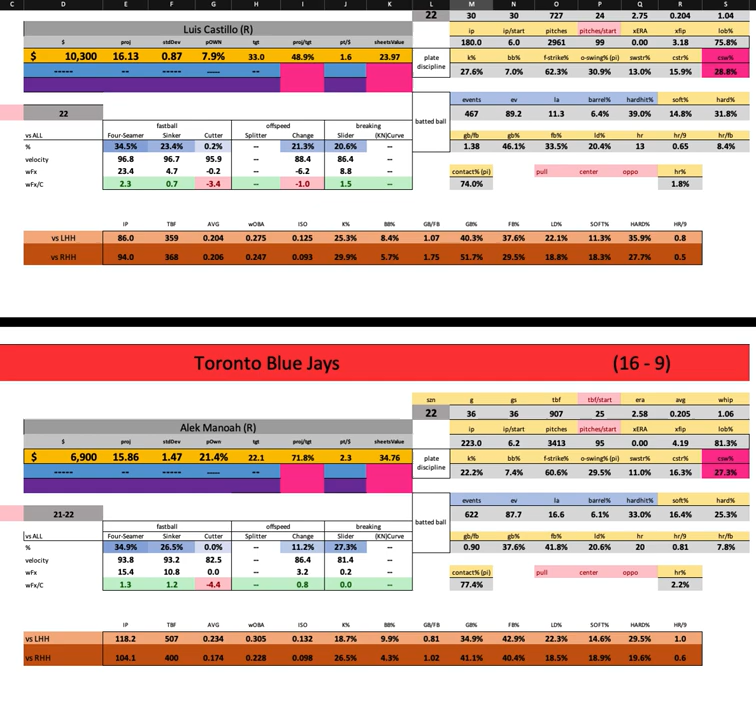 C D E F G H I J K L M N O P Q R S
22 30 30 727 24 2.75 0.204 1.04
Luis Castillo (R)
ip ip/start pitches pitches/start xERA xfip lob%
180.0 6.0 2961 99 0.00 3.18 75.8%
$ proj stdDev pOWN tgt proj/tgt pt/$ sheetsValue
$ 10,300 16.13 0.87 7.9% 33.0 48.9% 1.6 23.97
plate discipline
k% bb% f-strike% o-swing% (pi) swstr% cstr% csw%
27.6% 7.0% 62.3% 30.9% 13.0% 15.9% 28.8%
----- -- -- — --
batted ball
events ev la barrel% hardhit% soft% hard%
467 89.2 11.3 6.4% 39.0% 14.8% 31.8%
22
fastball offspeed breaking
vs ALL Four-Seamer Sinker Cutter Splitter Change Slider (KN)Curve
gb/fb gb% fb% ld% hr hr/9 hr/fb
% 34.5% 23.4% 0.2% -- 21.3% 20.6% --
1.38 46.1% 33.5% 20.4% 13 0.65 8.4%
velocity 96.8 96.7 95.9 -- 88.4 86.4 --
wFx 23.4 4.7 -0.2 -- -6.2 8.8 --
wFx/C 2.3 0.7 -3.4 -- -1.0 1.5 --
contact% (pi) pull center oppo hr%
74.0% 1.8%
IP TBF AVG wOBA ISO K% BB% GB/FB GB% FB% LD% SOFT% HARD% HR/9
vs LHH 86.0 359 0.204 0.275 0.125 25.3% 8.4% 1.07 40.3% 37.6% 22.1% 11.3% 35.9% 0.8
vs RHH 94.0 368 0.206 0.247 0.093 29.9% 5.7% 1.75 51.7% 29.5% 18.8% 18.3% 27.7% 0.5
Toronto Blue Jays (16 - 9)
szn g gs tbf tbf/start era avg whip
22 36 36 907 25 2.58 0.205 1.06
Alek Manoah (R)
ip ip/start pitches pitches/start xERA xfip lob%
223.0 6.2 3413 95 0.00 4.19 81.3%
$ proj stdDev pOwn tgt proj/tgt pt/$ sheetsValue
$ 6,900 15.86 1.47 21.4% 22.1 71.8% 2.3 34.76
plate discipline
k% bb% f-strike% o-swing% (pi) swstr% cstr% csw%
22.2% 7.4% 60.6% 29.5% 11.0% 16.3% 27.3%
----- -- -- — --
batted ball
events ev la barrel% hardhit% soft% hard%
622 87.7 16.6 6.1% 33.0% 16.4% 25.3%
21-22
fastball offspeed breaking
vs ALL Four-Seamer Sinker Cutter Splitter Change Slider (KN)Curve
gb/fb gb% fb% ld% hr hr/9 hr/fb
% 34.9% 26.5% 0.0% -- 11.2% 27.3% --
0.90 37.6% 41.8% 20.6% 20 0.81 7.8%
velocity 93.8 93.2 82.5 -- 86.4 81.4 --
wFx 15.4 10.8 0.0 -- 3.2 0.2 --
wFx/C 1.3 1.2 -4.4 -- 0.8 0.0 --
contact% (pi) pull center oppo hr%
77.4% 2.2%
IP TBF AVG wOBA ISO K% BB% GB/FB GB% FB% LD% SOFT% HARD% HR/9
vs LHH 118.2 507 0.234 0.305 0.132 18.7% 9.9% 0.81 34.9% 42.9% 22.3% 14.6% 29.5% 1.0
vs RHH 104.1 400 0.174 0.228 0.098 26.5% 4.3% 1.02 41.1% 40.4% 18.5% 18.9% 19.6% 0.6